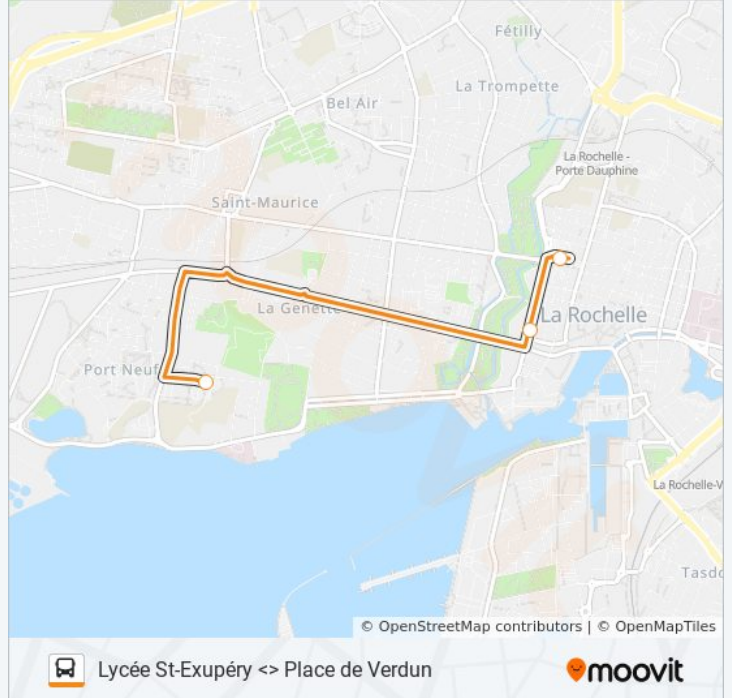 Fétilly
La Trompette
Bel Air
La Rochelle -
Porte Dauphine
Saint-Maurice
La Genette
La Rochelle
Port Neuf
La Rochelle-V
Tasdo
© OpenStreetMap contributors | © OpenMapTiles
Lycée St-Exupéry <> Place de Verdun
moovit